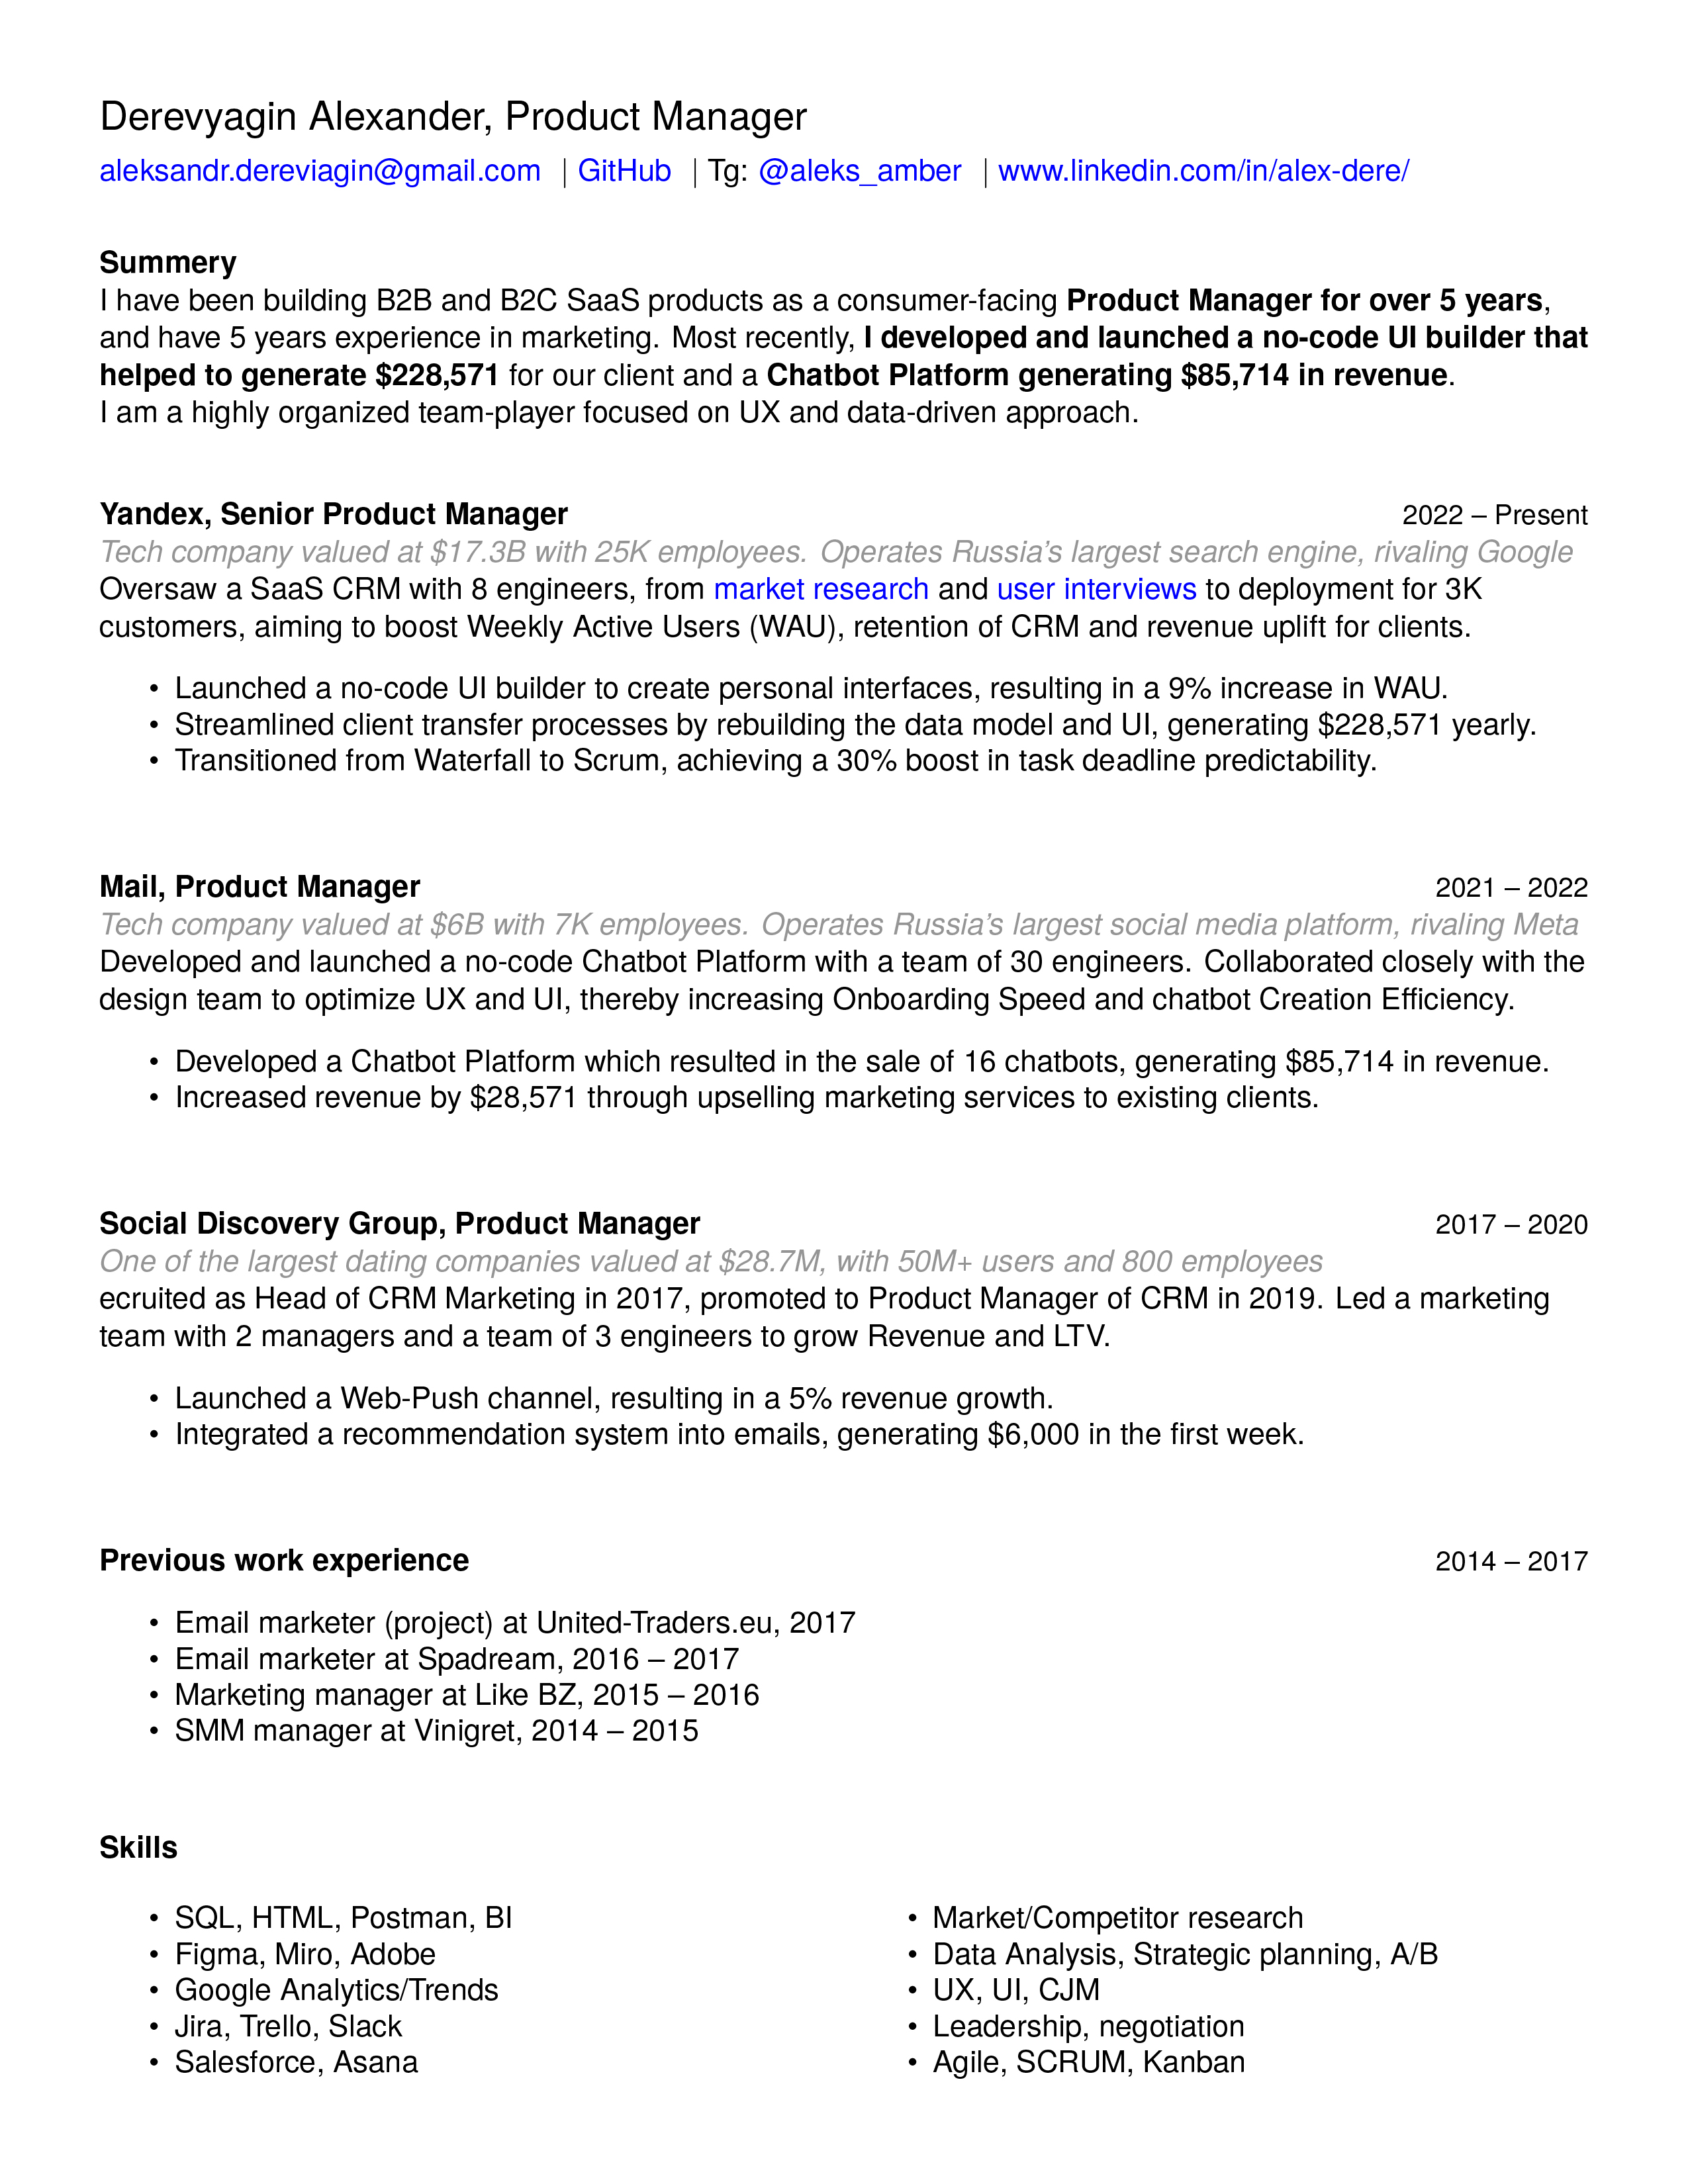 Derevyagin Alexander, Product Manager
aleksandr.dereviagin@gmail.com | GitHub | Tg: @aleks_amber | www.linkedin.com/in/alex-dere/
Summery
I have been building B2B and B2C SaaS products as a consumer-facing Product Manager for over 5 years,
and have 5 years experience in marketing. Most recently, I developed and launched a no-code UI builder that
helped to generate $228,571 for our client and a Chatbot Platform generating $85,714 in revenue.
I am a highly organized team-player focused on UX and data-driven approach.
Yandex, Senior Product Manager 2022 – Present
Tech company valued at $17.3B with 25K employees. Operates Russia's largest search engine, rivaling Google
Oversaw a SaaS CRM with 8 engineers, from market research and user interviews to deployment for 3K
customers, aiming to boost Weekly Active Users (WAU), retention of CRM and revenue uplift for clients.
• Launched a no-code UI builder to create personal interfaces, resulting in a 9% increase in WAU.
• Streamlined client transfer processes by rebuilding the data model and UI, generating $228,571 yearly.
• Transitioned from Waterfall to Scrum, achieving a 30% boost in task deadline predictability.
Mail, Product Manager 2021 – 2022
Tech company valued at $6B with 7K employees. Operates Russia's largest social media platform, rivaling Meta
Developed and launched a no-code Chatbot Platform with a team of 30 engineers. Collaborated closely with the
design team to optimize UX and UI, thereby increasing Onboarding Speed and chatbot Creation Efficiency.
• Developed a Chatbot Platform which resulted in the sale of 16 chatbots, generating $85,714 in revenue.
• Increased revenue by $28,571 through upselling marketing services to existing clients.
Social Discovery Group, Product Manager 2017 – 2020
One of the largest dating companies valued at $28.7M, with 50M+ users and 800 employees
ecruited as Head of CRM Marketing in 2017, promoted to Product Manager of CRM in 2019. Led a marketing
team with 2 managers and a team of 3 engineers to grow Revenue and LTV.
• Launched a Web-Push channel, resulting in a 5% revenue growth.
• Integrated a recommendation system into emails, generating $6,000 in the first week.
Previous work experience 2014 – 2017
• Email marketer (project) at United-Traders.eu, 2017
• Email marketer at Spadream, 2016 – 2017
• Marketing manager at Like BZ, 2015 – 2016
• SMM manager at Vinigret, 2014 – 2015
Skills
• SQL, HTML, Postman, BI
• Figma, Miro, Adobe
• Google Analytics/Trends
• Jira, Trello, Slack
• Salesforce, Asana
• Market/Competitor research
• Data Analysis, Strategic planning, A/B
• UX, UI, CJM
• Leadership, negotiation
• Agile, SCRUM, Kanban